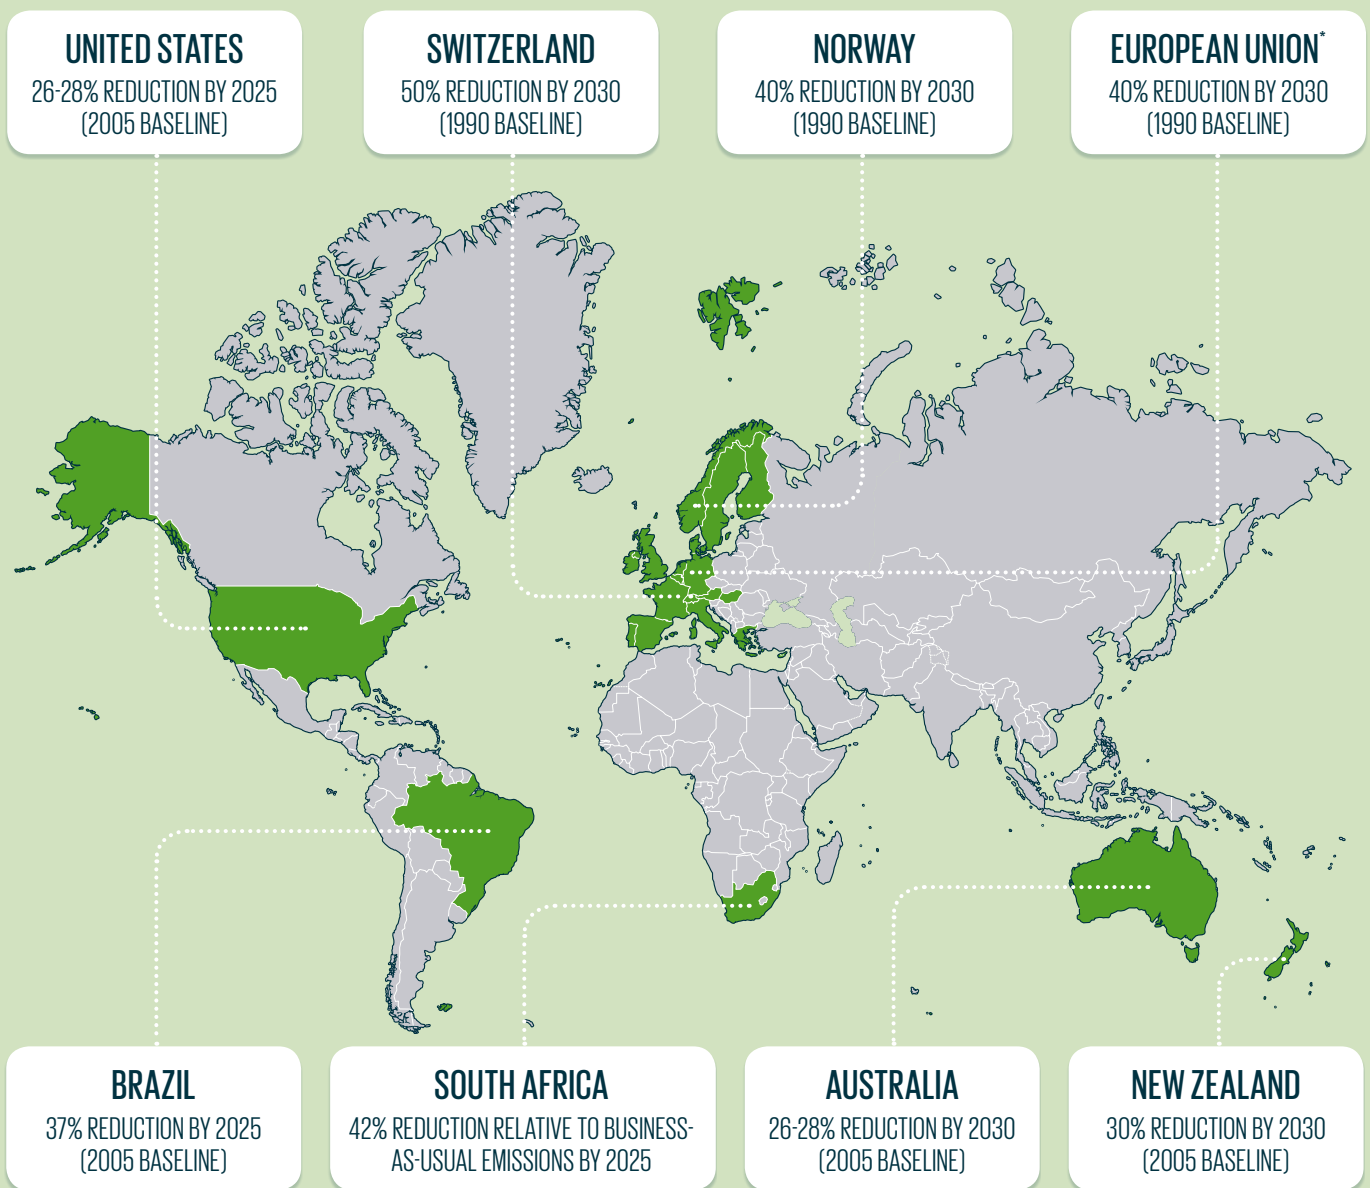 UNITED STATES
26-28% REDUCTION BY 2025
(2005 BASELINE)
SWITZERLAND
50% REDUCTION BY 2030
(1990 BASELINE)
NORWAY
40% REDUCTION BY 2030
(1990 BASELINE)
EUROPEAN UNION*
40% REDUCTION BY 2030
(1990 BASELINE)
BRAZIL
37% REDUCTION BY 2025
(2005 BASELINE)
SOUTH AFRICA
42% REDUCTION RELATIVE TO BUSINESS-
AS-USUAL EMISSIONS BY 2025
AUSTRALIA
26-28% REDUCTION BY 2030
(2005 BASELINE)
NEW ZEALAND
30% REDUCTION BY 2030
(2005 BASELINE)